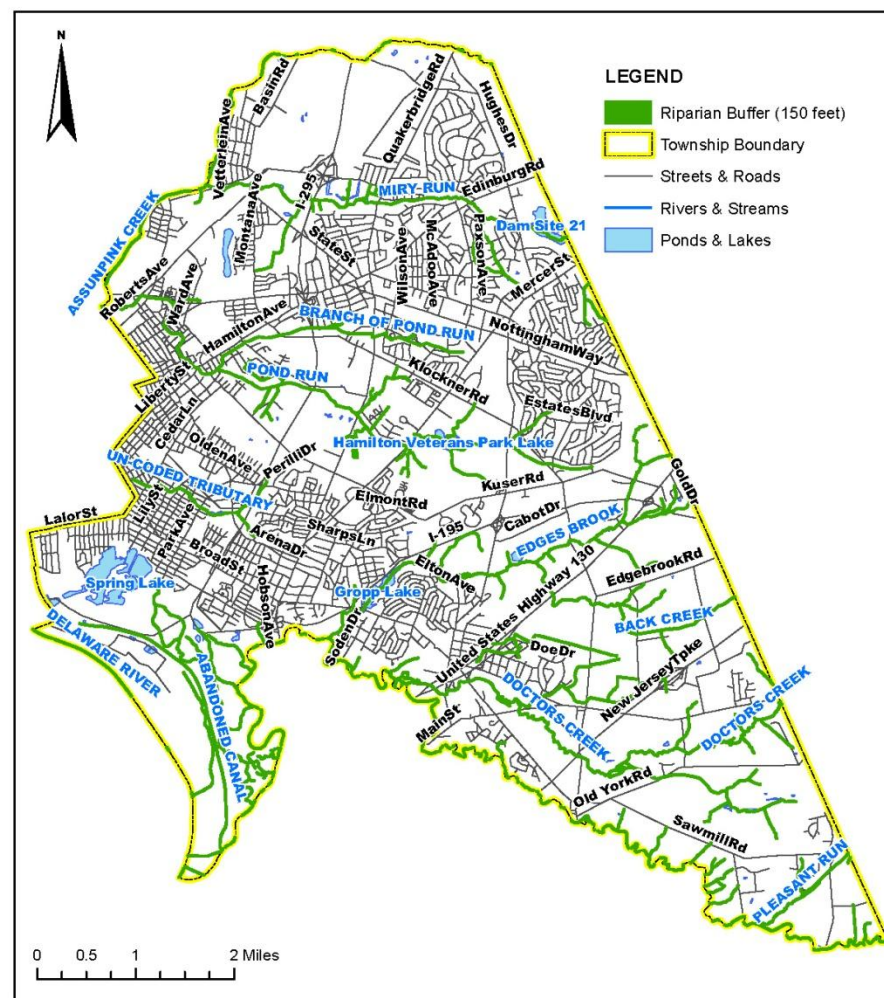 N
LEGEND
Riparian Buffer (150 feet)
Township Boundary
Streets & Roads
Rivers & Streams
Ponds & Lakes
HughesDr
QuakerbridgeRd
BasinRd
VetterleinAve
I-295
MIRY RUN
EdinburgRd
MontanaAve
StateSt
WilsonAve
McAdooAve
PaxsonAve
Dam Site 21
MercerSt
ASSUNPINK CREEK
RobertsAve
WardAve
HamiltonAve
BRANCH OF POND RUN
NottinghamWay
POND RUN
KlocknerRd
LibertySt
CedarLn
EstatesBlvd
OldenAve
PerilliDr
Hamilton Veterans Park Lake
UN-CODED TRIBUTARY
KuserRd
GoldDr
ElmontRd
LalorSt
LilySt
ParkAve
SharpsLn
I-195
CabotDr
ArenaDr
EDGES BROOK
BroadSt
EltonAve
EdgebrookRd
Spring Lake
HobsonAve
Gropp Lake
United States Highway 130
BACK CREEK
SodenDr
DELAWARE RIVER
ABANDONED CANAL
DoeDr
New JerseyTpke
DOCTORS CREEK
DOCTORS CREEK
MainSt
Old YorkRd
SawmillRd
PLEASANT RUN
0 0.5 1 2 Miles